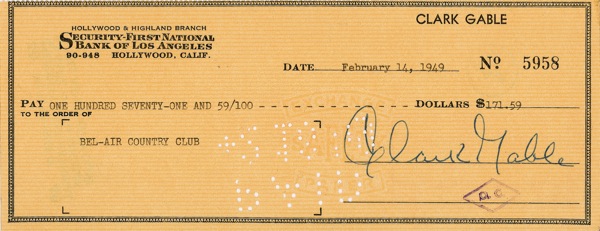 CLARK GABLE
HOLLYWOOD & HIGHLAND BRANCH
SECURITY-FIRST NATIONAL
BANK OF LOS ANGELES
90-948 HOLLYWOOD, CALIF.
DATE February 14, 1949 No 5958
PAY ONE HUNDRED SEVENTY-ONE AND 59/100 - - - - - - - - - - - - - - - - DOLLARS $171.59
TO THE ORDER OF
BEL-AIR COUNTRY CLUB
Clark Gable